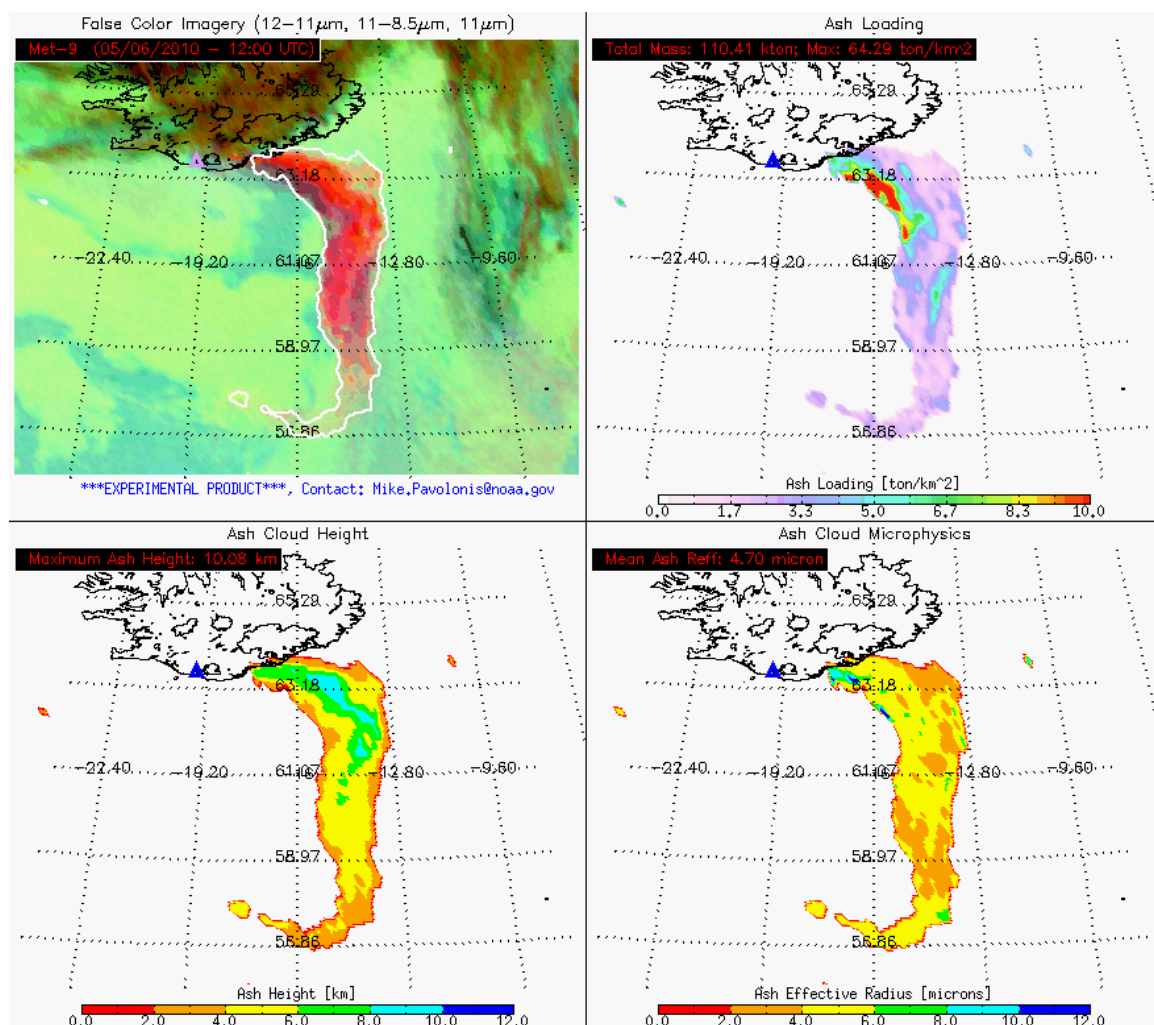 False Color Imagery (12-11μm, 11-8.5μm, 11μm)
Met-9 (05/06/2010 - 12:00 UTC)
65.29
63.18
-22.40 -19.20 61.07 -12.80 -9.60
58.97
56.86
***EXPERIMENTAL PRODUCT***, Contact: Mike.Pavolonis@noaa.gov
Ash Loading
Total Mass: 110.41 kton; Max: 64.29 ton/km^2
65.29
63.18
-22.40 -19.20 61.07 -12.80 -9.60
58.97
56.86
Ash Loading [ton/km^2]
0.0 1.7 3.3 5.0 6.7 8.3 10.0
Ash Cloud Height
Maximum Ash Height: 10.08 km
65.29
63.18
-22.40 -19.20 61.07 -12.80 -9.60
58.97
56.86
Ash Height [km]
0.0 2.0 4.0 6.0 8.0 10.0 12.0
Ash Cloud Microphysics
Mean Ash Reff: 4.70 micron
65.29
63.18
-22.40 -19.20 61.07 -12.80 -9.60
58.97
56.86
Ash Effective Radius [microns]
0.0 2.0 4.0 6.0 8.0 10.0 12.0